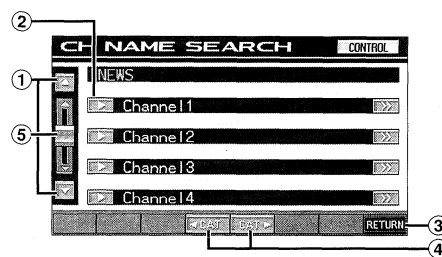 ②
CH NAME SEARCH CONTROL
①
NEWS
Channel1
⑤
Channel2
Channel3
Channel4
◄CAT CAT► RETURN
③
④